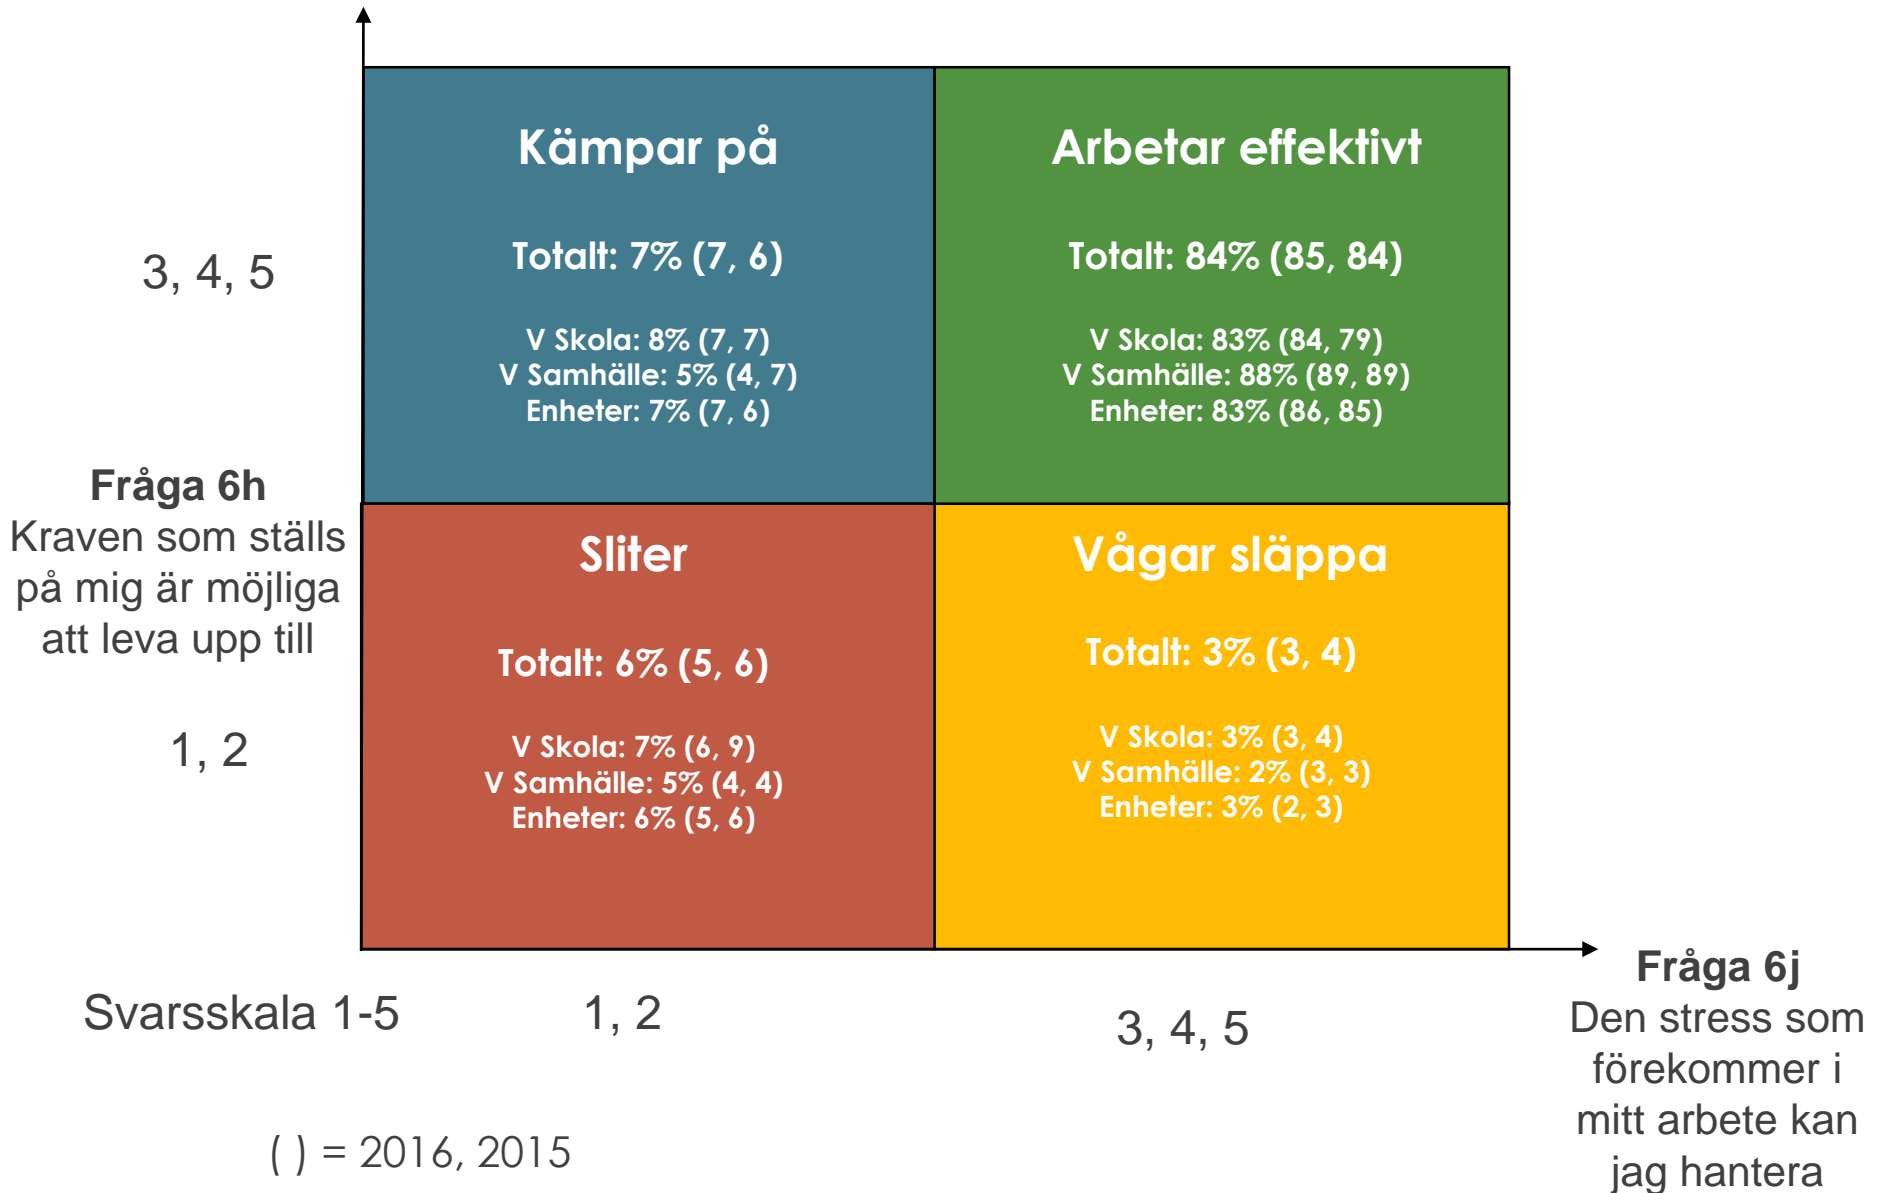 Kämpar på
Totalt: 7% (7, 6)
V Skola: 8% (7, 7)
V Samhälle: 5% (4, 7)
Enheter: 7% (7, 6)
Arbetar effektivt
Totalt: 84% (85, 84)
V Skola: 83% (84, 79)
V Samhälle: 88% (89, 89)
Enheter: 83% (86, 85)
3, 4, 5
Fråga 6h
Kraven som ställs
på mig är möjliga
att leva upp till
1, 2
Sliter
Totalt: 6% (5, 6)
V Skola: 7% (6, 9)
V Samhälle: 5% (4, 4)
Enheter: 6% (5, 6)
Vågar släppa
Totalt: 3% (3, 4)
V Skola: 3% (3, 4)
V Samhälle: 2% (3, 3)
Enheter: 3% (2, 3)
Svarsskala 1-5
1, 2
3, 4, 5
Fråga 6j
Den stress som
förekommer i
mitt arbete kan
jag hantera
( ) = 2016, 2015